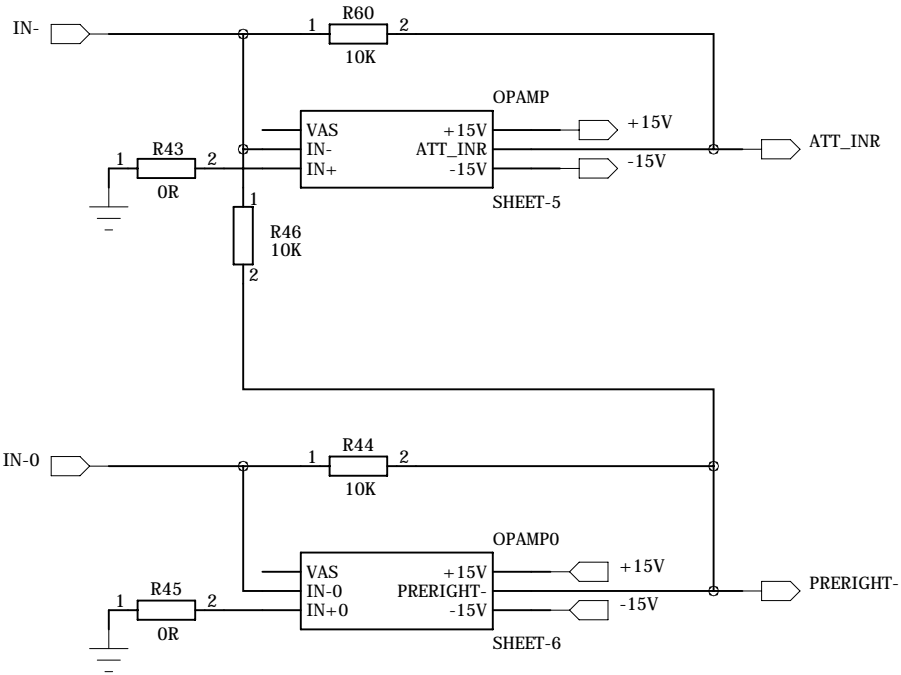 R60
IN-
1
2
10K
OPAMP
VAS
+15V
+15V
IN-
ATT_INR
ATT_INR
R43
1
2
IN+
-15V
-15V
0R
SHEET-5
1
R46
10K
2
R44
IN-0
1
2
10K
OPAMP0
VAS
+15V
+15V
R45
IN-0
PRERIGHT-
PRERIGHT-
1
2
IN+0
-15V
-15V
0R
SHEET-6